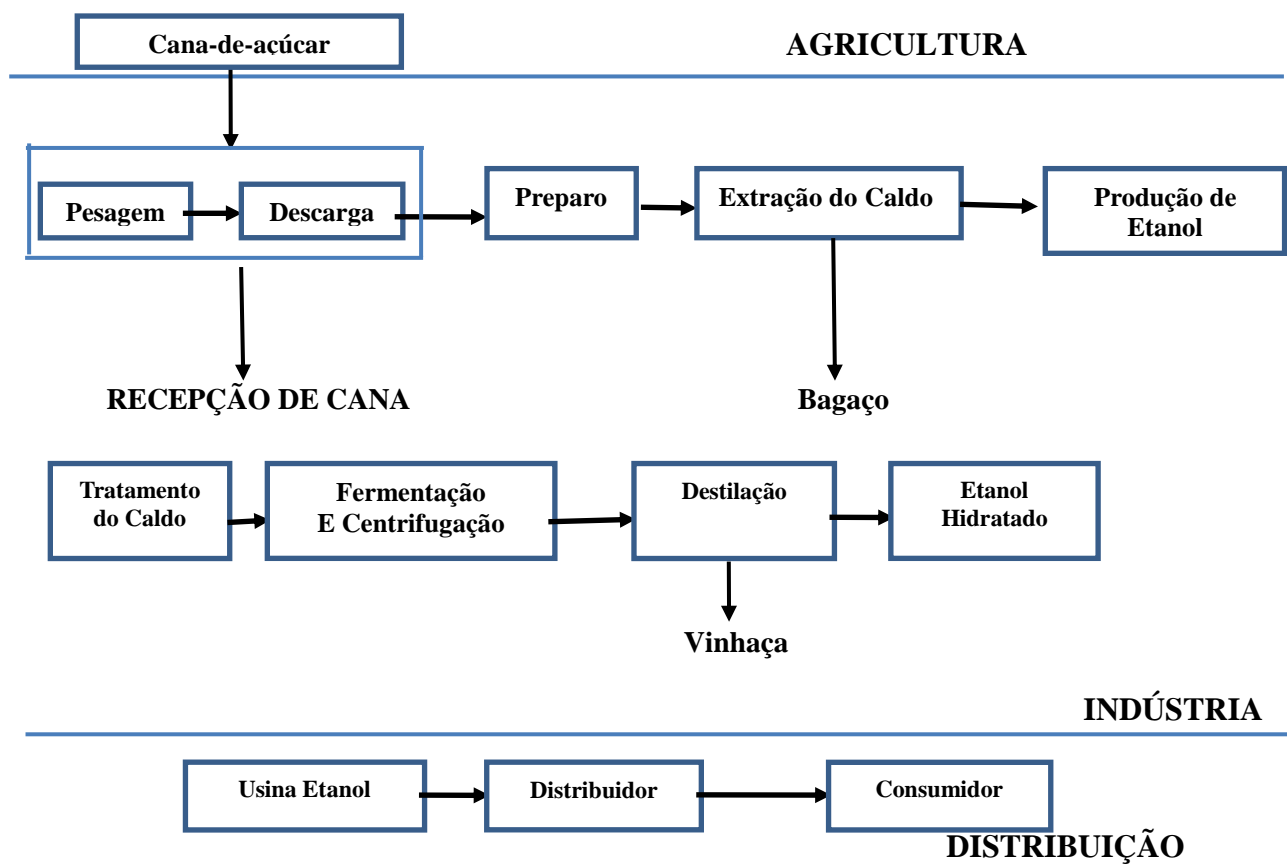 Cana-de-açúcar
AGRICULTURA
Pesagem
Descarga
Preparo
Extração do Caldo
Produção de
Etanol
RECEPÇÃO DE CANA
Bagaço
Tratamento
do Caldo
Fermentação
E Centrifugação
Destilação
Etanol
Hidratado
Vinhaça
INDÚSTRIA
Usina Etanol
Distribuidor
Consumidor
DISTRIBUIÇÃO